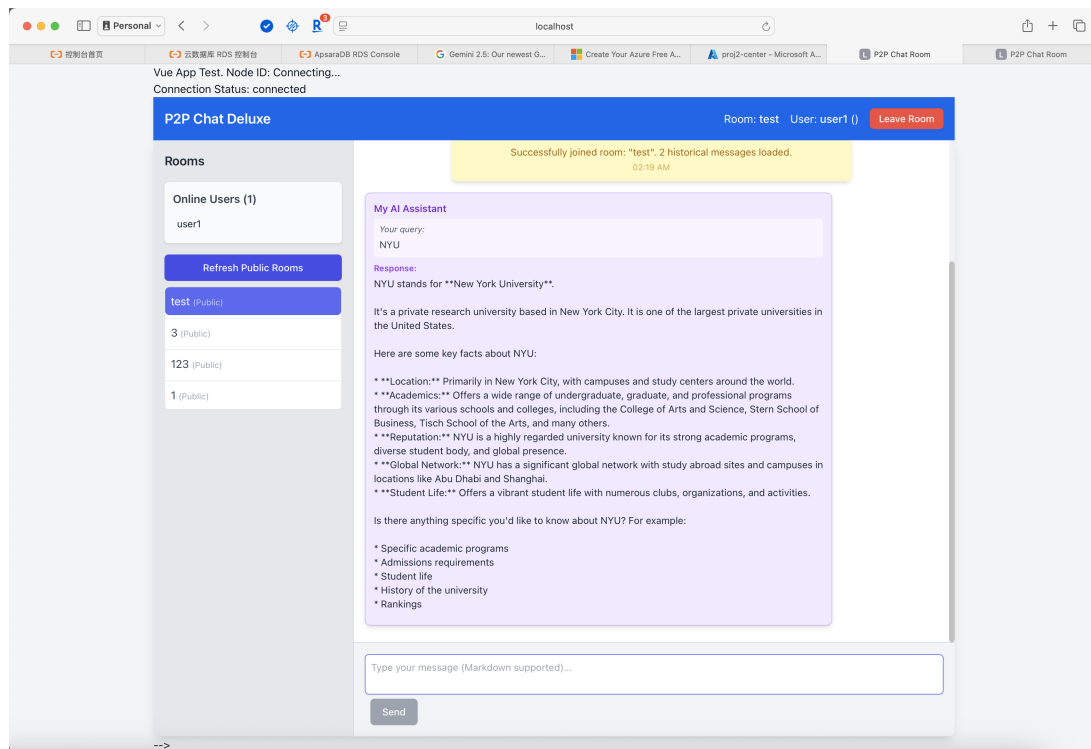 Personal
3
localhost
控制台首页
云数据库 RDS 控制台
ApsaraDB RDS Console
Gemini 2.5: Our newest G...
Create Your Azure Free A...
proj2-center - Microsoft A...
L P2P Chat Room
L P2P Chat Room
Vue App Test. Node ID: Connecting...
Connection Status: connected
P2P Chat Deluxe
Room: test User: user1 () Leave Room
Rooms
Online Users (1)
user1
Refresh Public Rooms
test (Public)
3 (Public)
123 (Public)
1 (Public)
Successfully joined room: "test". 2 historical messages loaded.
02:19 AM
My AI Assistant
Your query:
NYU
Response:
NYU stands for **New York University**.
It's a private research university based in New York City. It is one of the largest private universities in
the United States.
Here are some key facts about NYU:
* **Location:** Primarily in New York City, with campuses and study centers around the world.
* **Academics:** Offers a wide range of undergraduate, graduate, and professional programs
through its various schools and colleges, including the College of Arts and Science, Stern School of
Business, Tisch School of the Arts, and many others.
* **Reputation:** NYU is a highly regarded university known for its strong academic programs,
diverse student body, and global presence.
* **Global Network:** NYU has a significant global network with study abroad sites and campuses in
locations like Abu Dhabi and Shanghai.
* **Student Life:** Offers a vibrant student life with numerous clubs, organizations, and activities.
Is there anything specific you'd like to know about NYU? For example:
* Specific academic programs
* Admissions requirements
* Student life
* History of the university
* Rankings
Type your message (Markdown supported)...
Send
-->